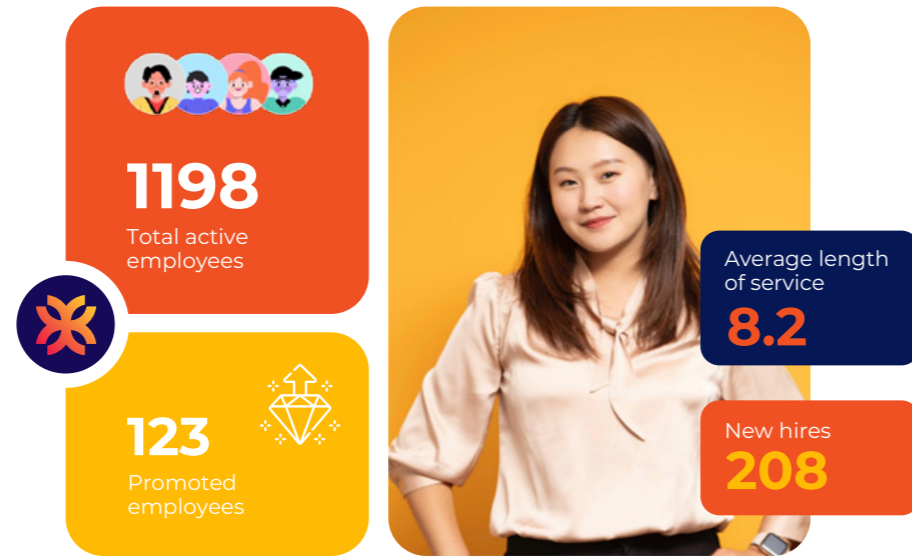 1198
Total active
employees
123
Promoted
employees
Average length
of service
8.2
New hires
208